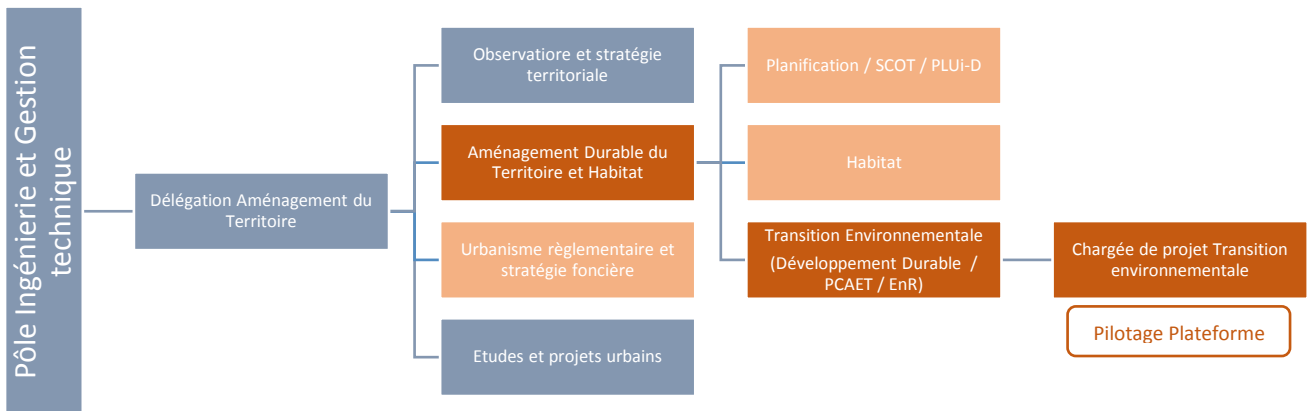 Pôle Ingénierie et Gestion
technique
Délégation Aménagement du
Territoire
Observatiore et stratégie
territoriale
Aménagement Durable du
Territoire et Habitat
Urbanisme règlementaire et
stratégie foncière
Etudes et projets urbains
Planification / SCOT / PLUi-D
Habitat
Transition Environnementale
(Développement Durable /
PCAET / EnR)
Chargée de projet Transition
environnementale
Pilotage Plateforme